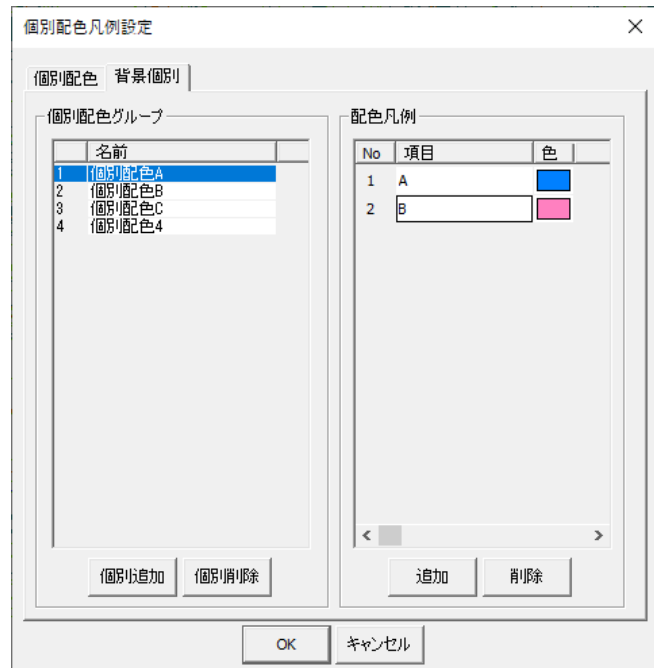 個別配色凡例設定
個別配色 背景個別
個別配色グループ
名前
1 個別配色A
2 個別配色B
3 個別配色C
4 個別配色4
個別追加 個別削除
配色凡例
No 項目 色
1 A
2 B
追加 削除
OK キャンセル